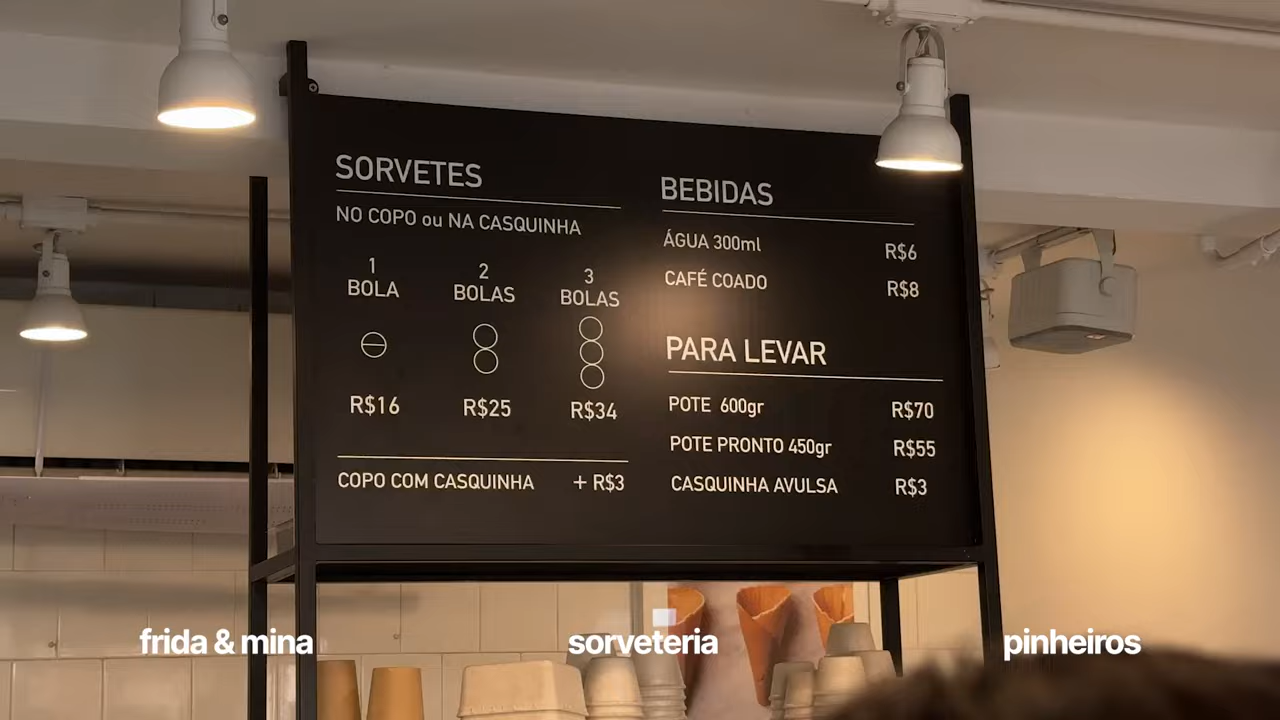 SORVETES
NO COPO ou NA CASQUINHA
1 BOLA
2 BOLAS
3 BOLAS
R$16 R$25 R$34
COPO COM CASQUINHA + R$3
BEBIDAS
ÁGUA 300ml R$6
CAFÉ COADO R$8
PARA LEVAR
POTE 600gr R$70
POTE PRONTO 450gr R$55
CASQUINHA AVULSA R$3
frida & mina sorveteria pinheiros